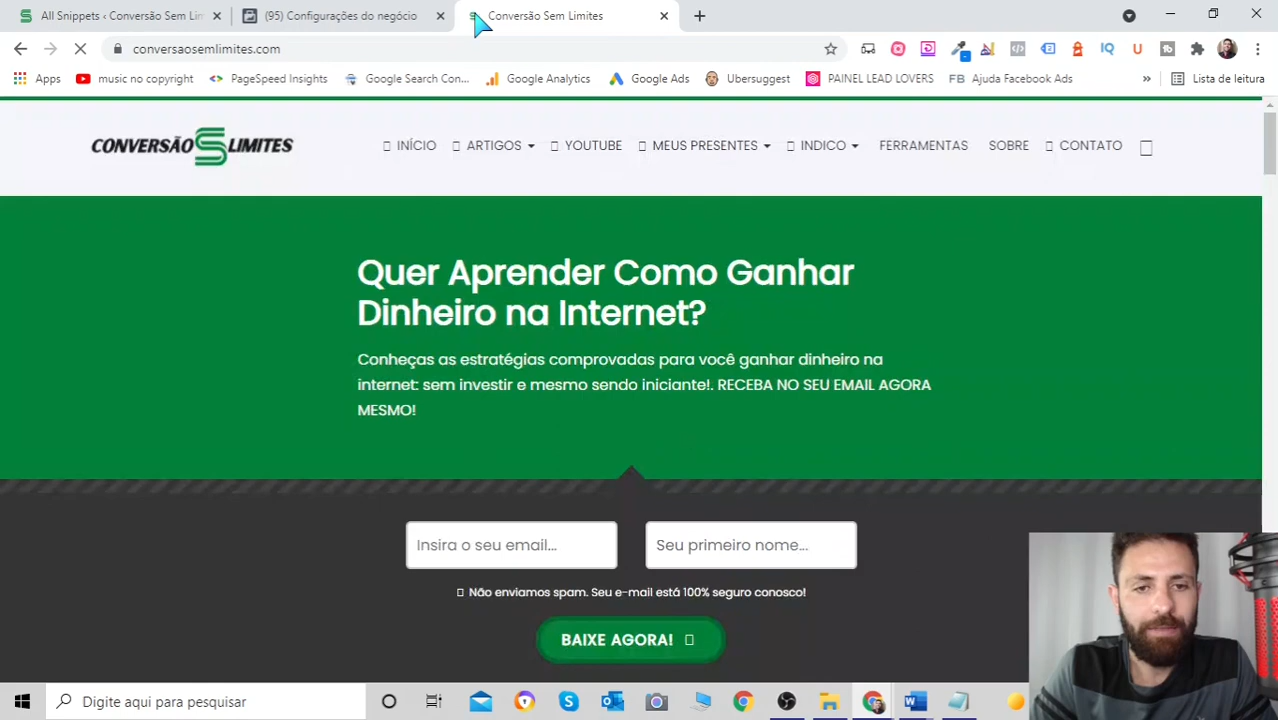 All Snippets ‹ Conversão Sem Lim
(95) Configurações do negócio
Conversão Sem Limites
conversaosemlimites.com
Apps
music no copyright
PageSpeed Insights
Google Search Con...
Google Analytics
Google Ads
Ubersuggest
PAINEL LEAD LOVERS
FB Ajuda Facebook Ads
»
Lista de leitura
CONVERSÃO S LIMITES
INÍCIO
ARTIGOS
YOUTUBE
MEUS PRESENTES
INDICO
FERRAMENTAS
SOBRE
CONTATO
Quer Aprender Como Ganhar
Dinheiro na Internet?
Conheças as estratégias comprovadas para você ganhar dinheiro na
internet: sem investir e mesmo sendo iniciante!. RECEBA NO SEU EMAIL AGORA
MESMO!
Insira o seu email...
Seu primeiro nome...
Não enviamos spam. Seu e-mail está 100% seguro conosco!
BAIXE AGORA!
Digite aqui para pesquisar